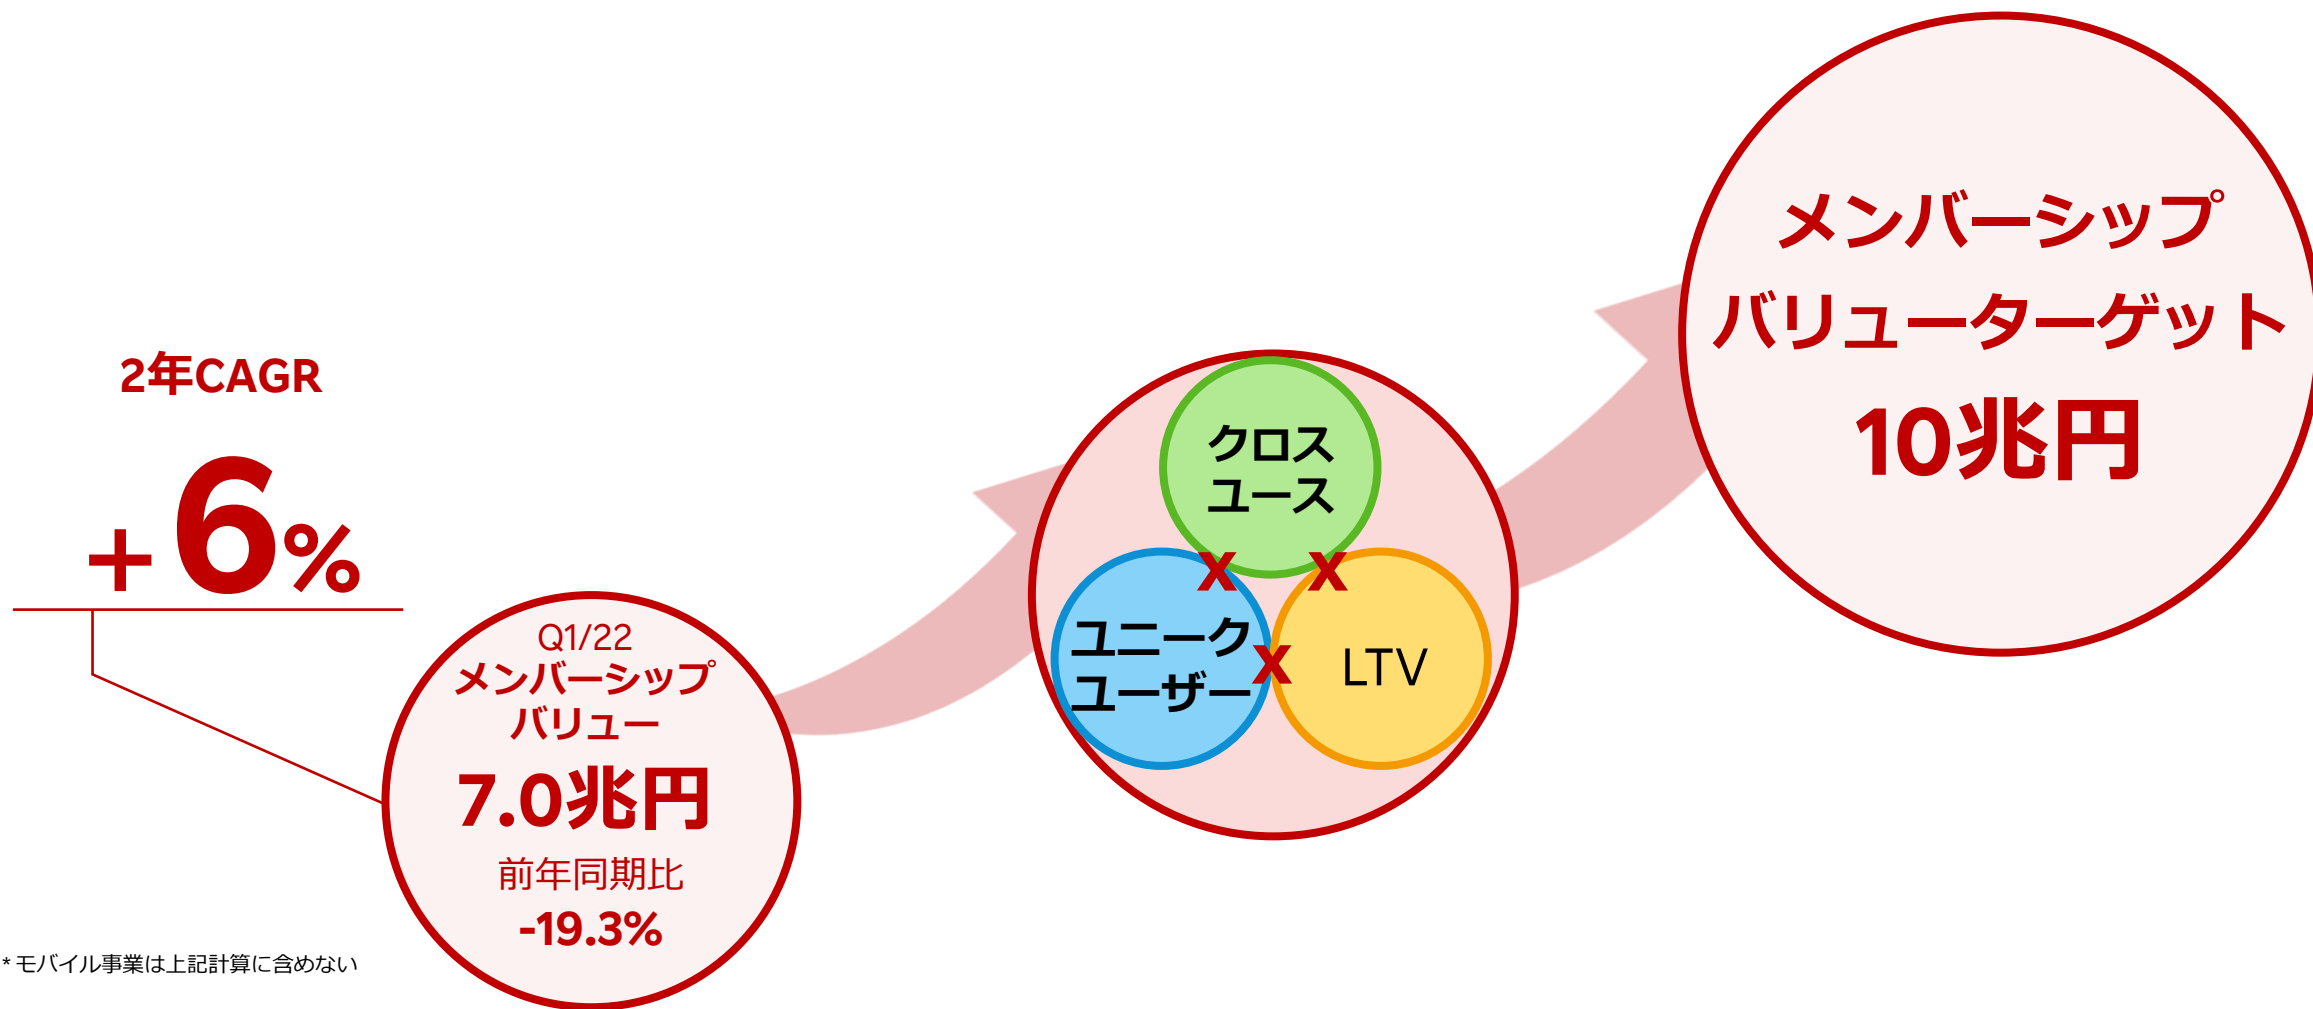 2年CAGR
+6%
Q1/22
メンバーシップ
バリュー
7.0兆円
前年同期比
-19.3%
* モバイル事業は上記計算に含めない
クロス
ユース
x x
ユニーク
ユーザー
x
LTV
メンバーシップ
バリューターゲット
10兆円